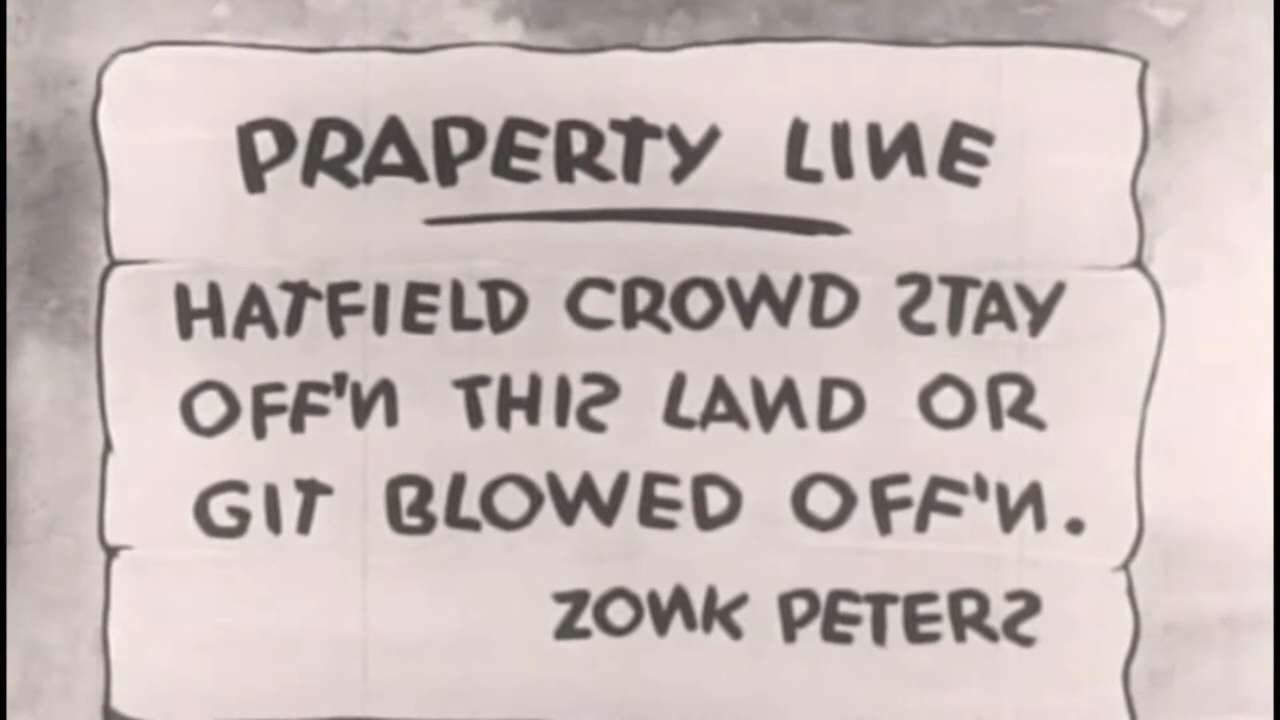 PRAPERTY LINE
HATFIELD CROWD STAY
OFF'N THIS LAND OR
GIT BLOWED OFF'N.
ZONK PETERS